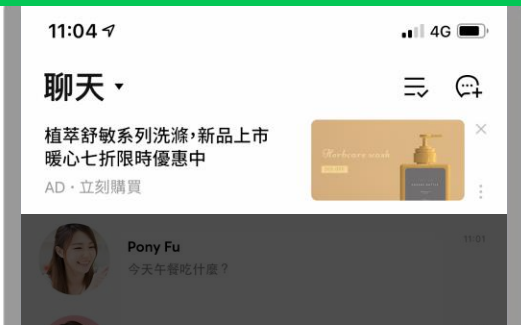 11:04
4G
聊天
植萃舒敏系列洗滌,新品上市
暖心七折限時優惠中
AD・立刻購買
Pony Fu
11:01
今天午餐吃什麼?